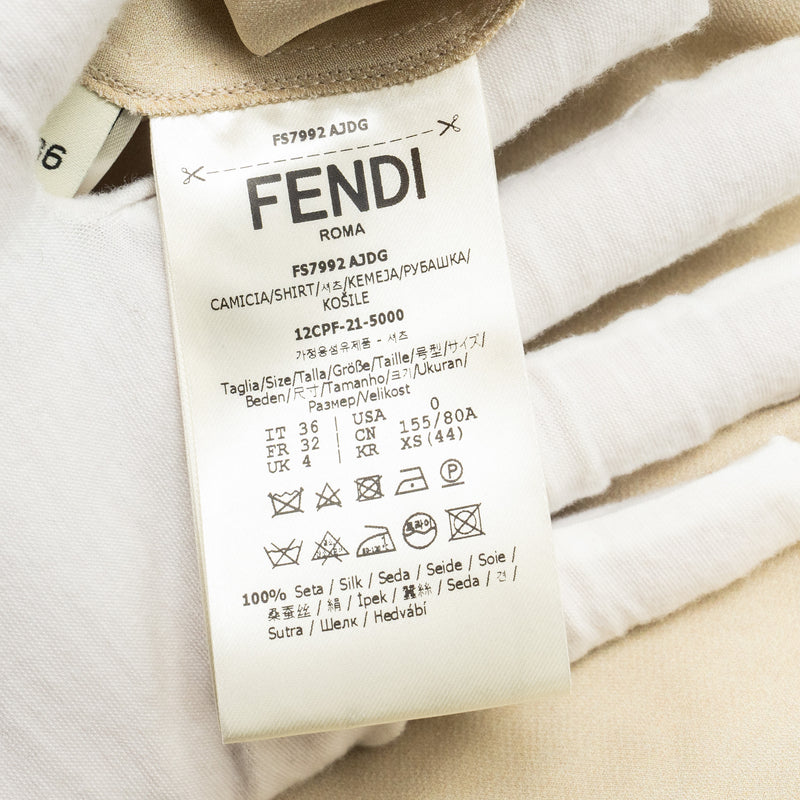 36
FS7992 AJDG
FENDI
ROMA
FS7992 AJDG
CAMICIA/SHIRT/셔츠/KEMEJA/РУБАШКА/
KOŠILE
12CPF-21-5000
가정용섬유제품 - 셔츠
Taglia/Size/Talla/Größe/Taille/号型/サイズ/
Beden/尺寸/Tamanho/크기/Ukuran/
Размер/Velikost
IT 36
FR 32
UK 4
USA 0
CN 155/80A
KR XS(44)
드라이
100% Seta / Silk / Seda / Seide / Soie /
桑蚕丝 / 絹 / İpek / 絲 / Seda / 견 /
Sutra / Шелк / Hedvábí